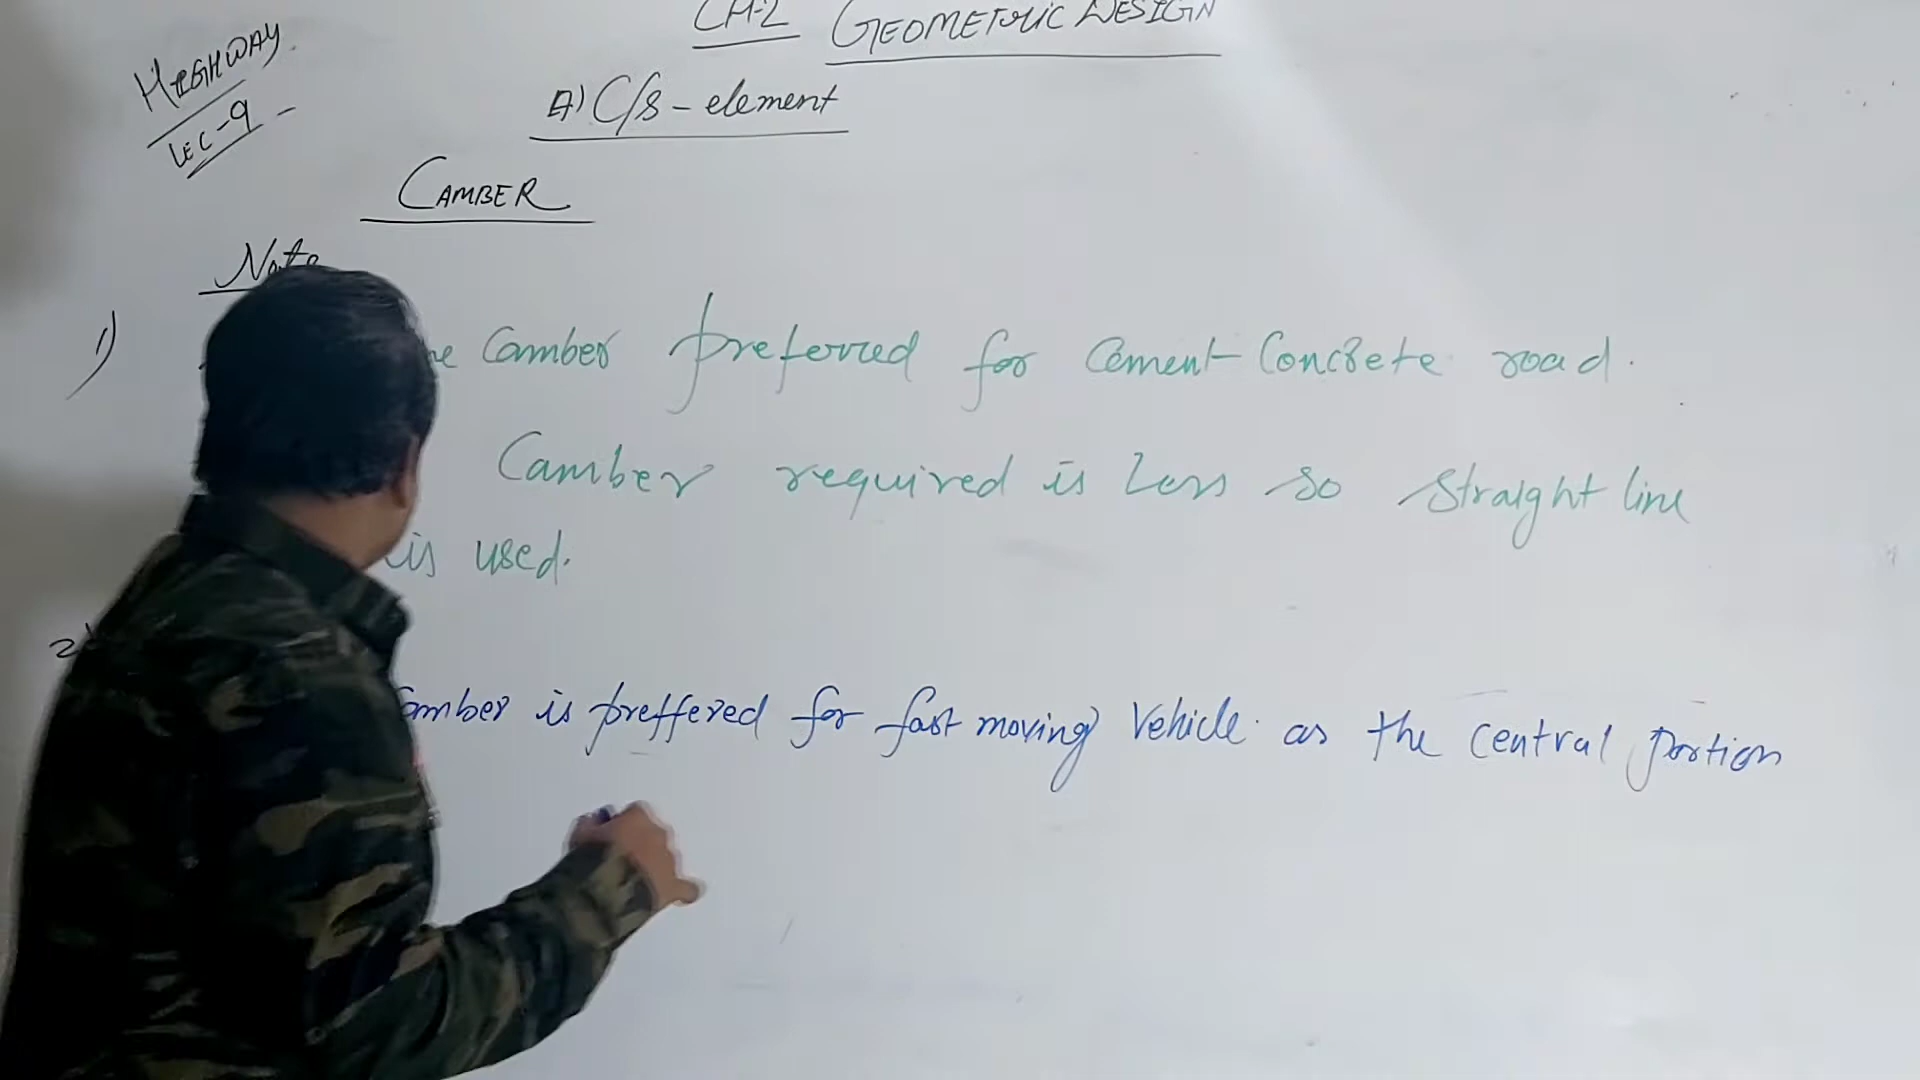 CH-2 GEOMETRIC DESIGN
HIGHWAY.
LEC-9
A) C/S - element
CAMBER
Note
1)
Camber preferred for Cement Concrete road.
Camber required is Less so Straight line
is used.
2)
is preffered for fast moving Vehicle. as the central portion